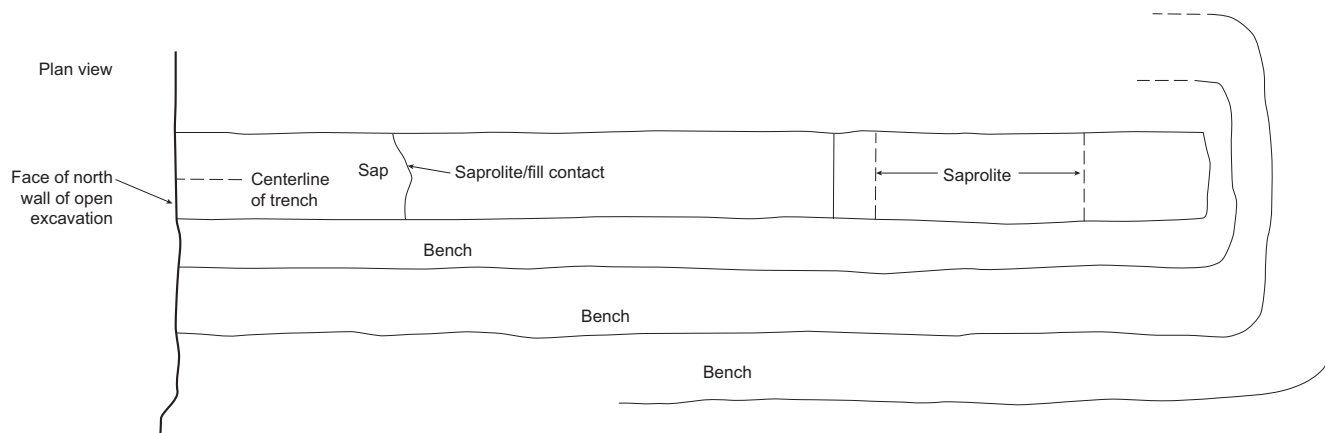 Plan view
Face of north
wall of open
excavation
Centerline
of trench
Sap
Saprolite/fill contact
Saprolite
Bench
Bench
Bench